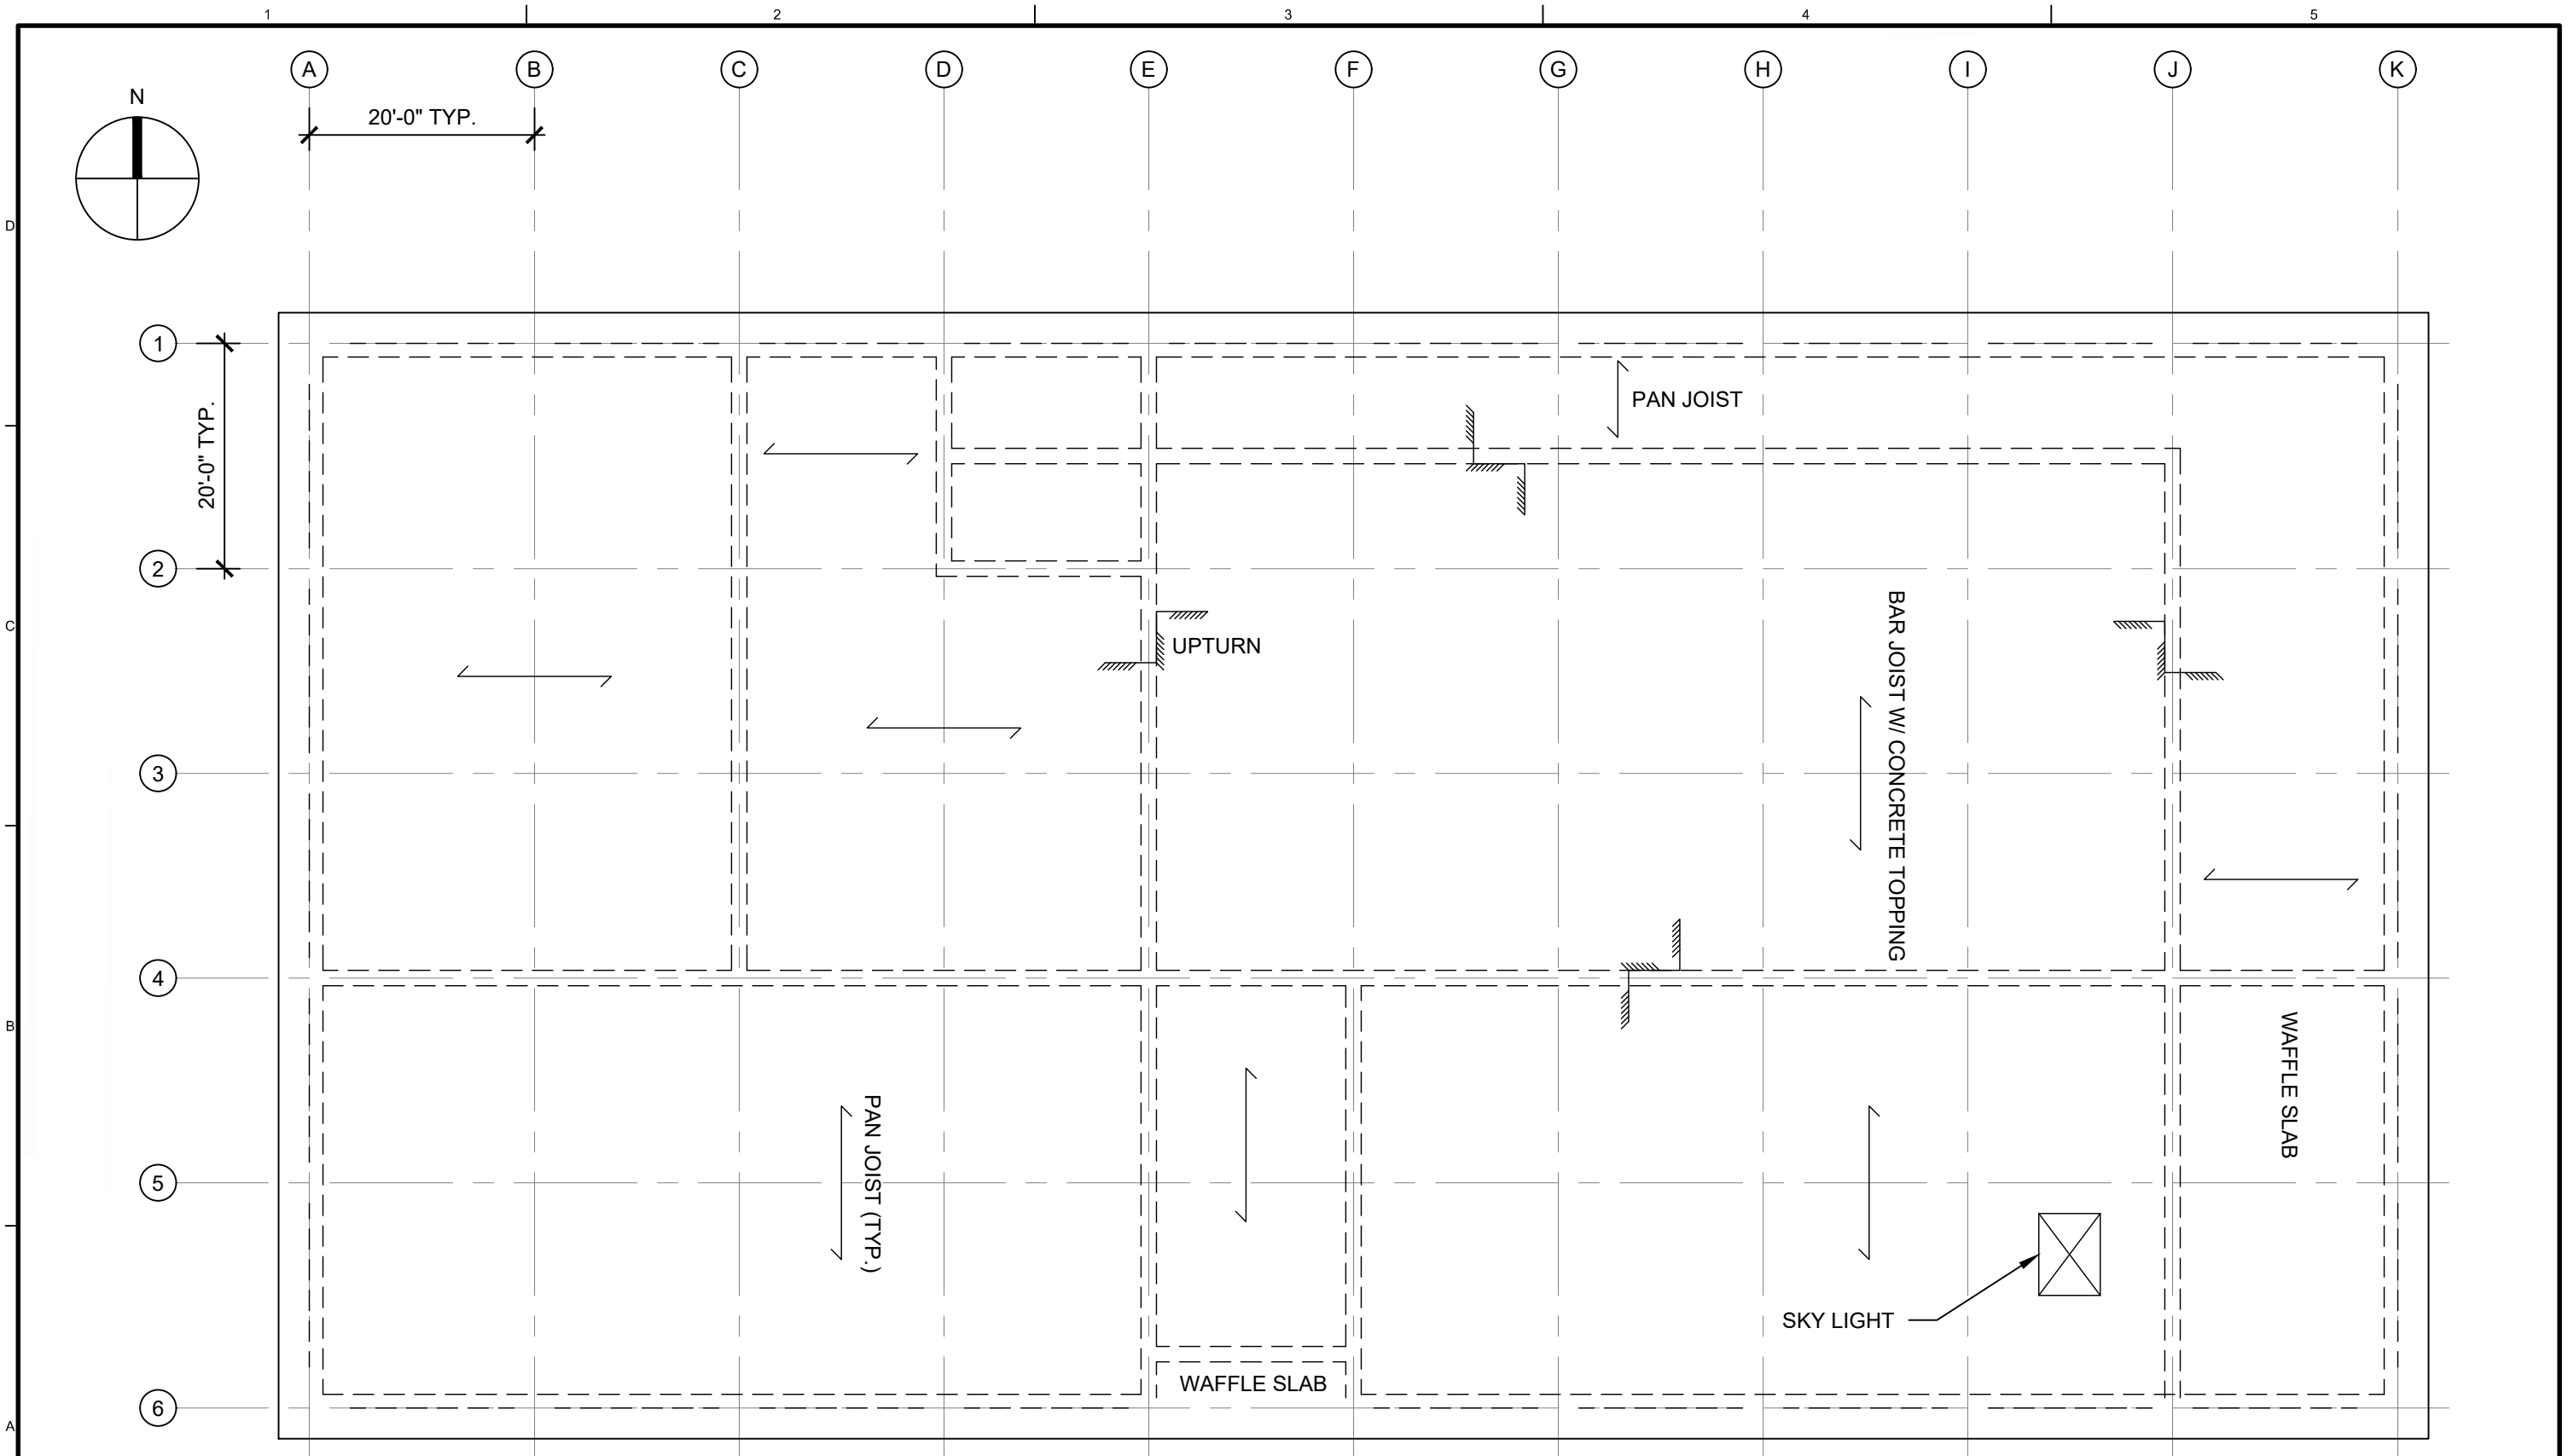 1 2 3 4 5
A B C D E F G H I J K
N
20'-0" TYP.
D
1
20'-0" TYP.
PAN JOIST
2
C
UPTURN
BAR JOIST W/ CONCRETE TOPPING
3
4
B
WAFFLE SLAB
PAN JOIST (TYP.)
5
SKY LIGHT
WAFFLE SLAB
6
A